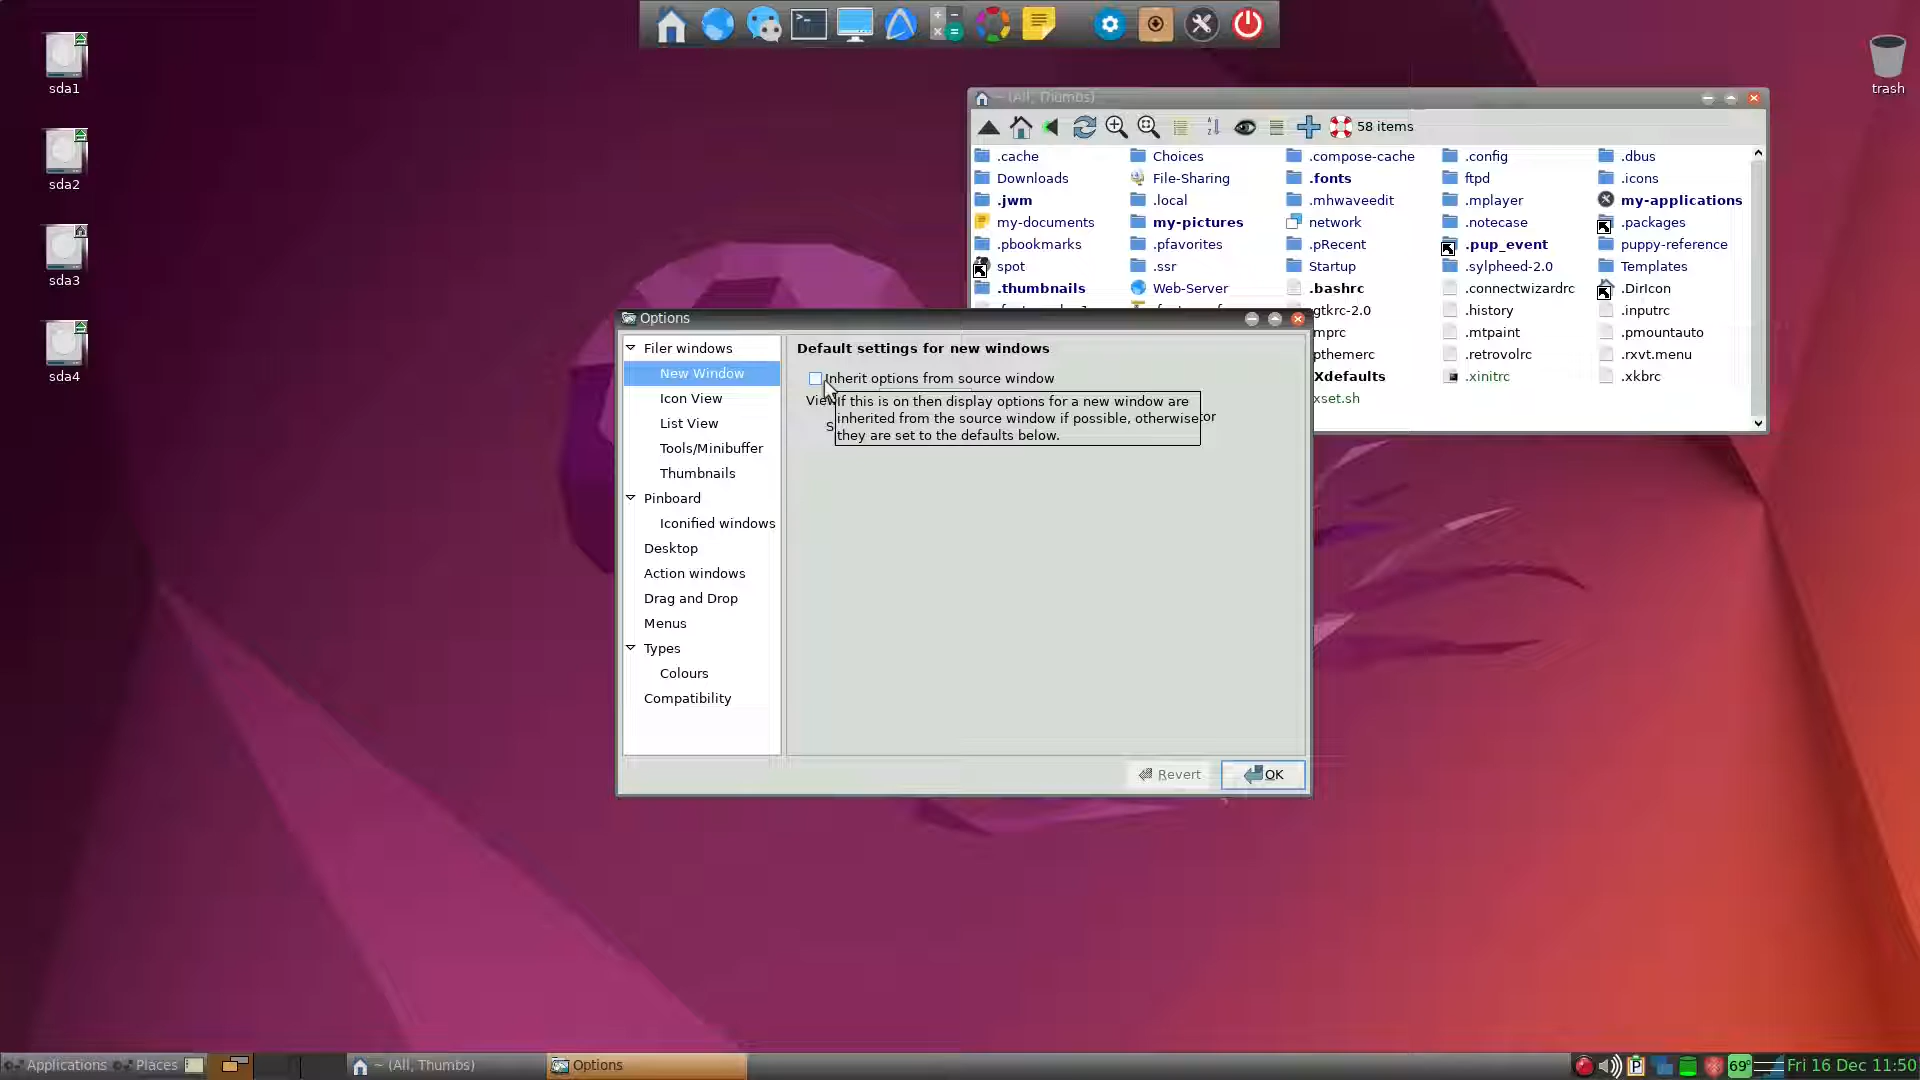 sda1
sda2
sda3
sda4
trash
~ (All, Thumbs)
58 items
.cache Choices .compose-cache .config .dbus
Downloads File-Sharing .fonts ftpd .icons
.jwm .local .mhwaveedit .mplayer my-applications
my-documents my-pictures network .notecase .packages
.pbookmarks .pfavorites .pRecent .pup_event puppy-reference
spot .ssr Startup .sylpheed-2.0 Templates
.thumbnails Web-Server .bashrc .connectwizardrc .DirIcon
gtkrc-2.0 .history .inputrc
mprc .mtpaint .pmountauto
pthemerc .retrovolrc .rxvt.menu
Xdefaults .xinitrc .xkbrc
xset.sh
Options
Filer windows
New Window
Icon View
List View
Tools/Minibuffer
Thumbnails
Pinboard
Iconified windows
Desktop
Action windows
Drag and Drop
Menus
Types
Colours
Compatibility
Default settings for new windows
Inherit options from source window
If this is on then display options for a new window are
inherited from the source window if possible, otherwise
they are set to the defaults below.
Revert
OK
Applications Places ~ (All, Thumbs) Options
69°
Fri 16 Dec 11:50